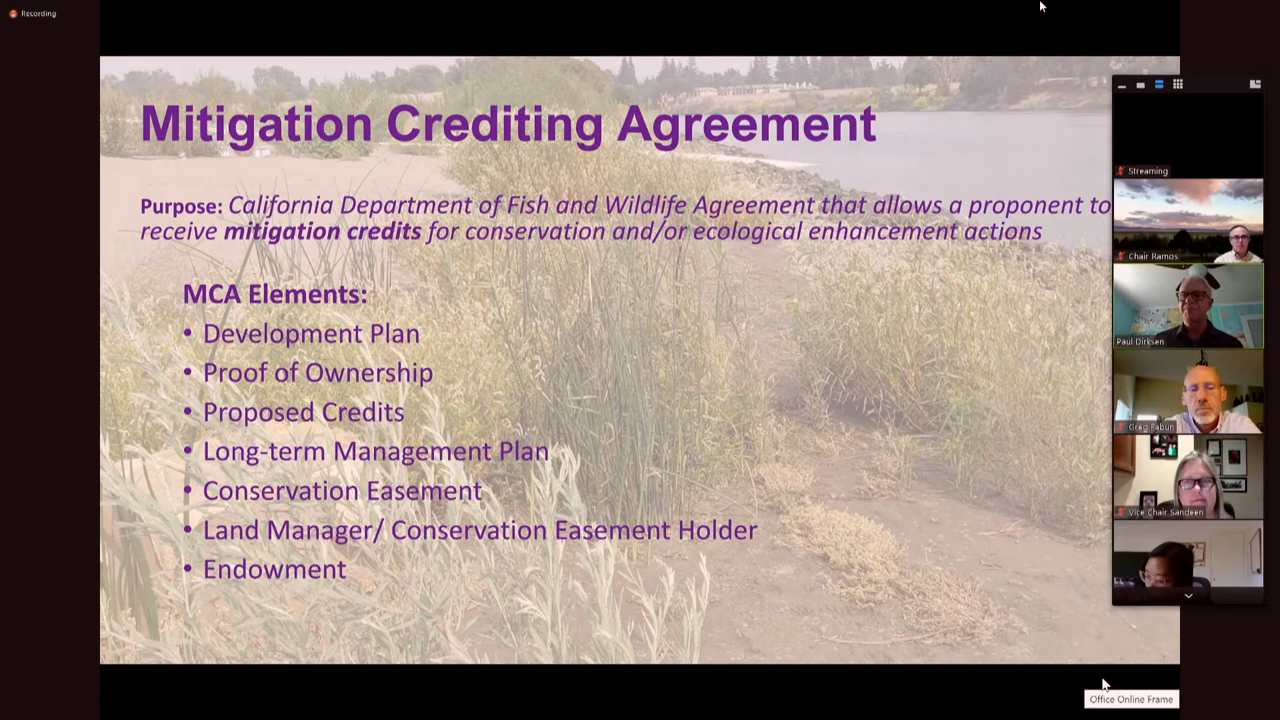 Recording
Mitigation Crediting Agreement
Purpose: California Department of Fish and Wildlife Agreement that allows a proponent to
receive mitigation credits for conservation and/or ecological enhancement actions
MCA Elements:
• Development Plan
• Proof of Ownership
• Proposed Credits
• Long-term Management Plan
• Conservation Easement
• Land Manager/ Conservation Easement Holder
• Endowment
Streaming
Chair Ramos
Paul Dirksen
Greg Fabun
Vice Chair Sandeen
Office Online Frame